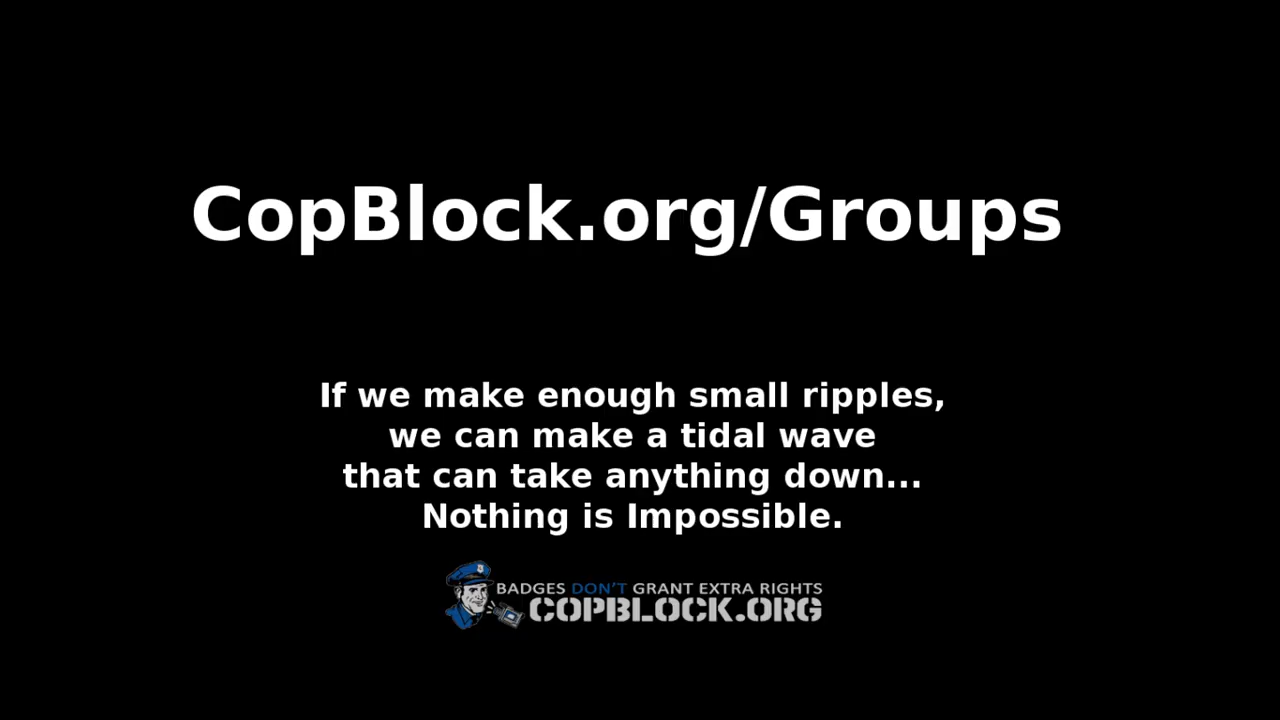 CopBlock.org/Groups
If we make enough small ripples,
we can make a tidal wave
that can take anything down...
Nothing is Impossible.
BADGES DON'T GRANT EXTRA RIGHTS
COPBLOCK.ORG